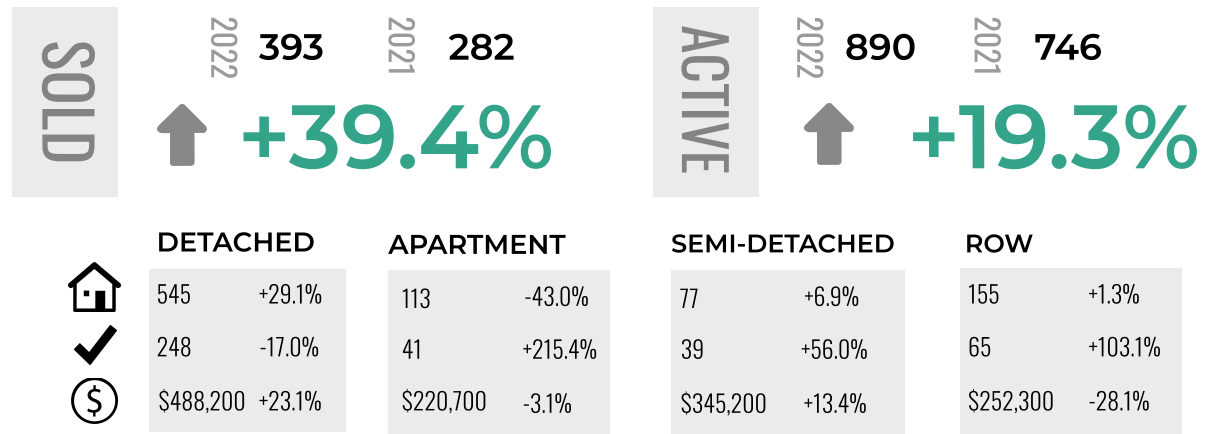 SOLD
2022 393 2021 282
+39.4%
ACTIVE
2022 890 2021 746
+19.3%
DETACHED
545 +29.1%
248 -17.0%
$488,200 +23.1%
APARTMENT
113 -43.0%
41 +215.4%
$220,700 -3.1%
SEMI-DETACHED
77 +6.9%
39 +56.0%
$345,200 +13.4%
ROW
155 +1.3%
65 +103.1%
$252,300 -28.1%
$